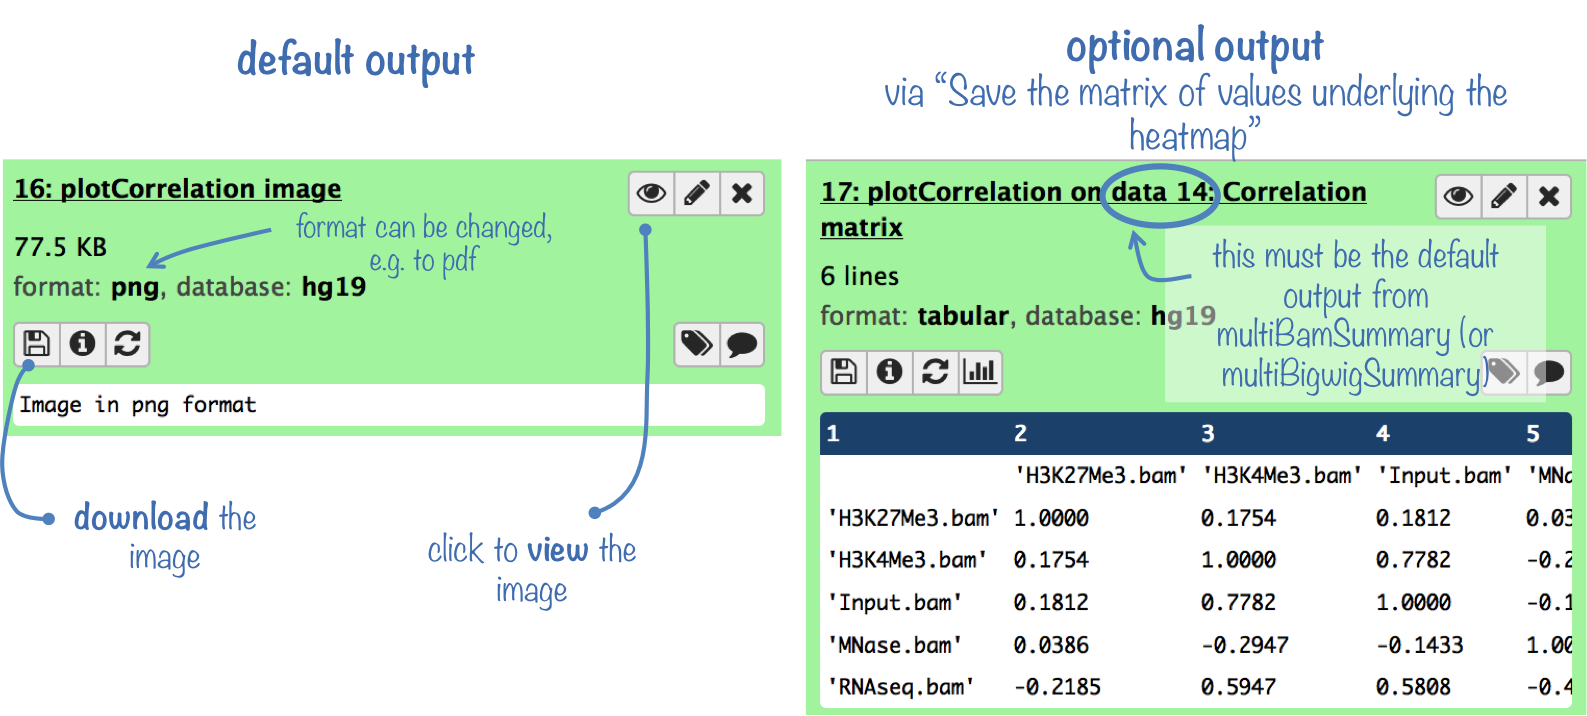 default output
optional output
via “Save the matrix of values underlying the
heatmap”
16: plotCorrelation image
format can be changed,
e.g. to pdf
77.5 KB
format: png, database: hg19
Image in png format
download the
image
click to view the
image
17: plotCorrelation on data 14: Correlation
matrix
this must be the default
output from
multiBamSummary (or
multiBigwigSummary)
6 lines
format: tabular, database: hg19
1 2 3 4 5
'H3K27Me3.bam' 'H3K4Me3.bam' 'Input.bam'
'H3K27Me3.bam' 1.0000 0.1754 0.1812 0.03
'H3K4Me3.bam' 0.1754 1.0000 0.7782
'Input.bam' 0.1812 0.7782 1.0000 -0.1
'MNase.bam' 0.0386 -0.2947 -0.1433 1.00
'RNAseq.bam' -0.2185 0.5947 0.5808 -0.4